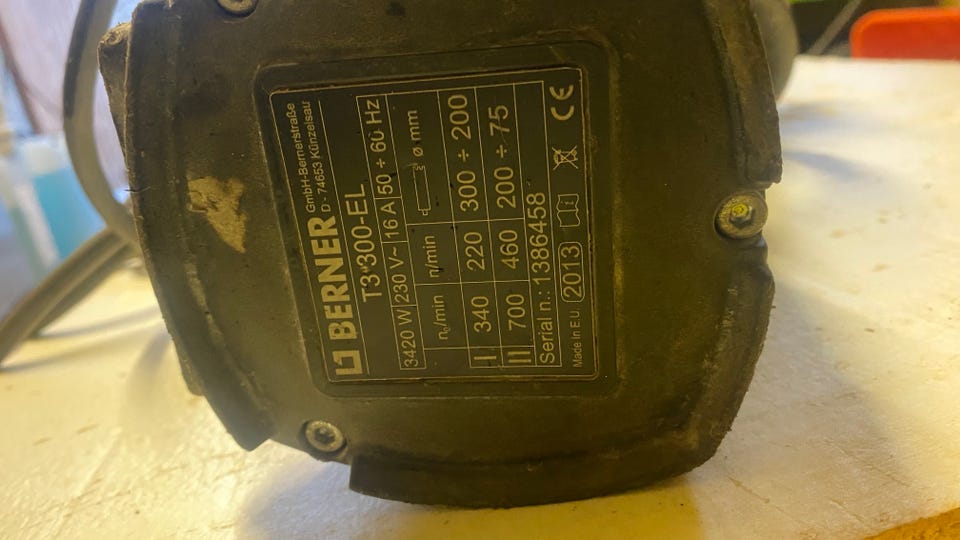 BERNER
GmbH-Bernerstraße
D - 74653 Künzelsau
T3 300-EL
3420 W 230 V~ 16 A 50 ÷ 60 Hz
n₀/min n/min ø mm
I 340 220 300 ÷ 200
II 700 460 200 ÷ 75
Serial n.: 1386458
Made in E.U. 2013 CE